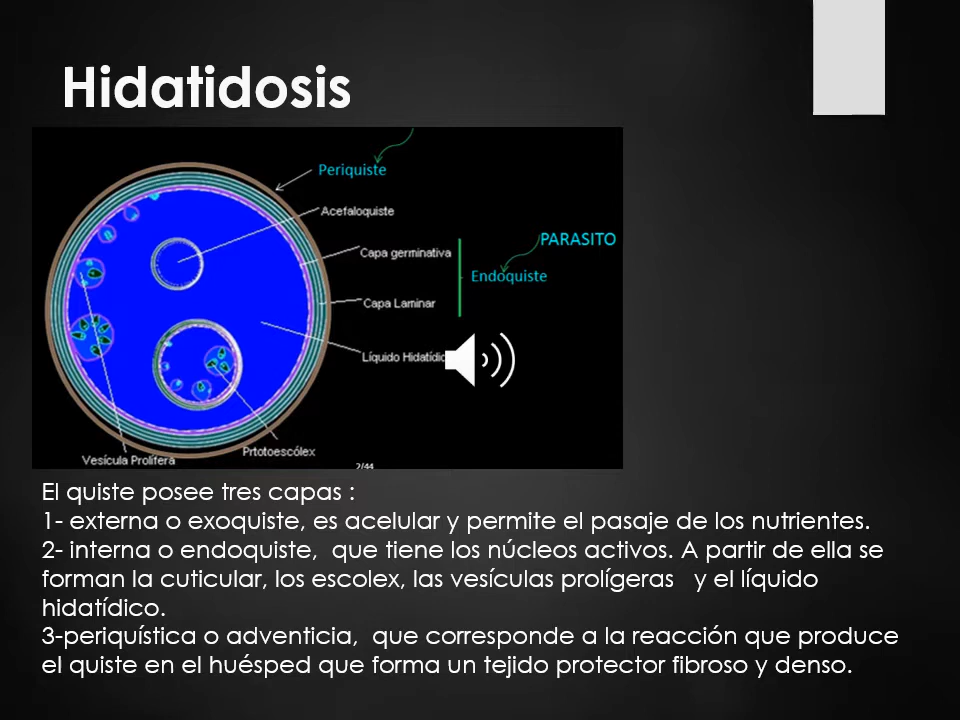 Hidatidosis
Periquiste
Acefaloquiste
PARASITO
Capa germinativa
Endoquiste
Capa Laminar
Líquido Hidatídic
Prtotoescólex
Vesícula Prolífera
2/44
El quiste posee tres capas :
1- externa o exoquiste, es acelular y permite el pasaje de los nutrientes.
2- interna o endoquiste, que tiene los núcleos activos. A partir de ella se
forman la cuticular, los escolex, las vesículas prolígeras y el líquido
hidatídico.
3-periquística o adventicia, que corresponde a la reacción que produce
el quiste en el huésped que forma un tejido protector fibroso y denso.